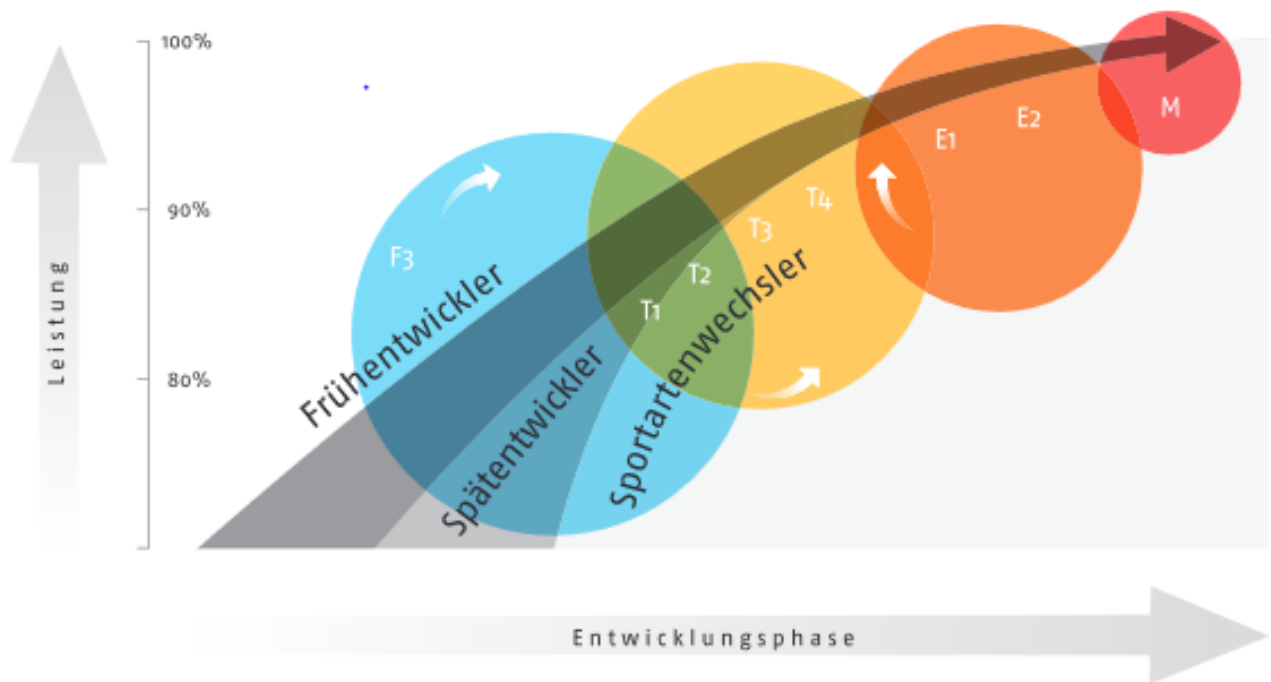 100%
90%
80%
Leistung
F3
Frühentwickler
Spätentwickler
Sportartenwechsler
T1
T2
T3
T4
E1
E2
M
Entwicklungsphase